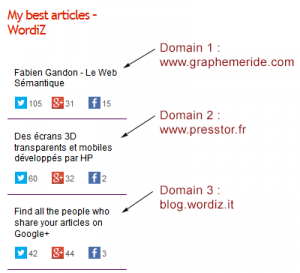 My best articles -
WordiZ
Fabien Gandon - Le Web
Sémantique
105 31 15
Domain 1 :
www.graphemeride.com
Des écrans 3D
transparents et mobiles
développés par HP
60 32 2
Domain 2 :
www.presstor.fr
Find all the people who
share your articles on
Google+
42 44 3
Domain 3 :
blog.wordiz.it